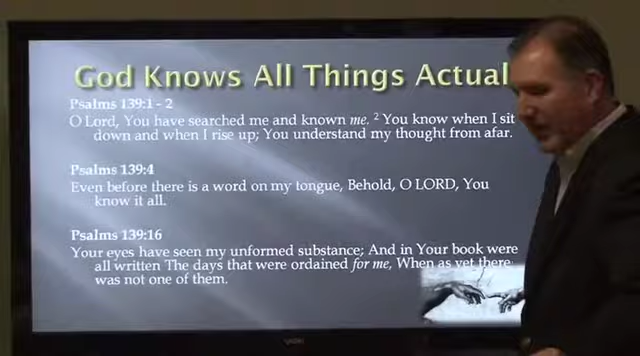 God Knows All Things Actual
Psalms 139:1 - 2
O Lord, You have searched me and known me. ² You know when I sit
down and when I rise up; You understand my thought from afar.
Psalms 139:4
Even before there is a word on my tongue, Behold, O LORD, You
know it all.
Psalms 139:16
Your eyes have seen my unformed substance; And in Your book were
all written The days that were ordained for me, When as yet there
was not one of them.